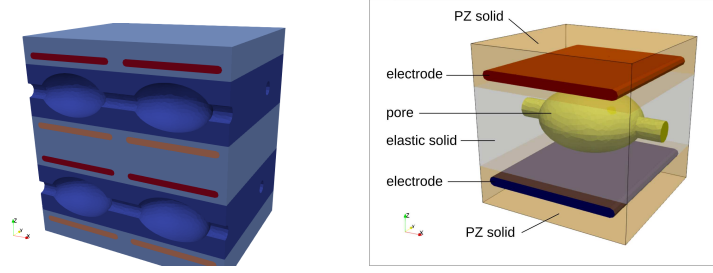 PZ solid
electrode
pore
elastic solid
electrode
PZ solid
z
y
x
z
y
x